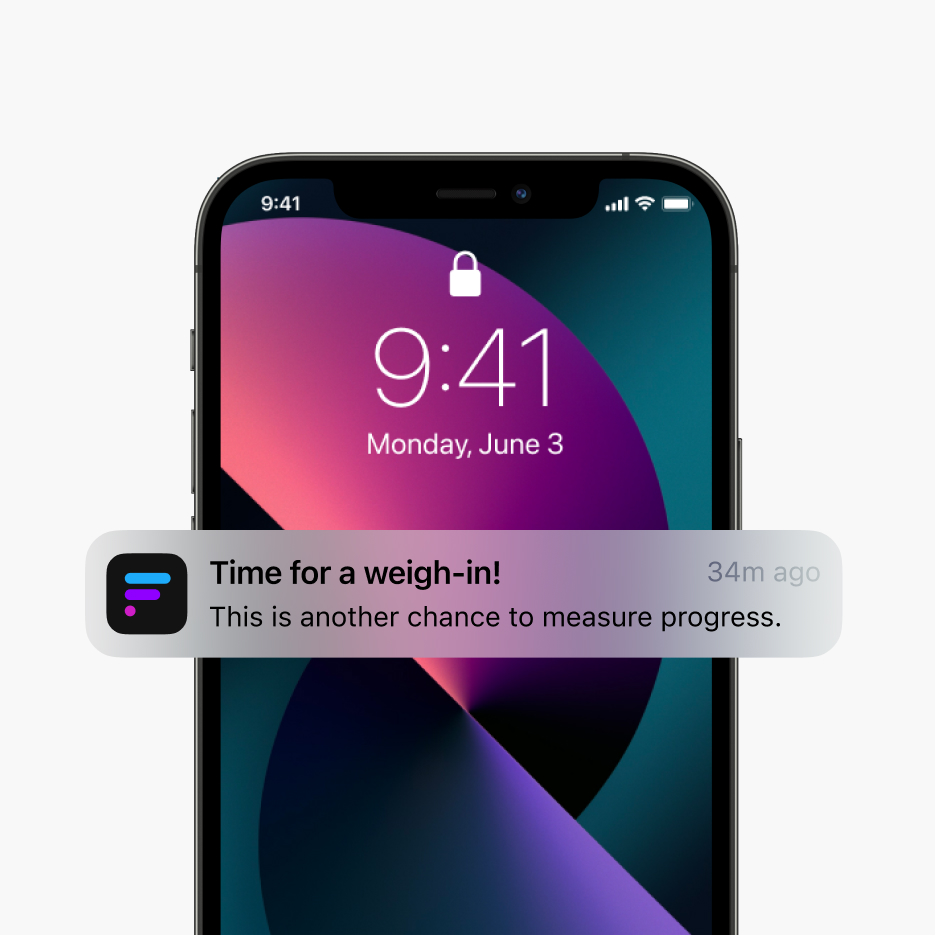 9:41
9:41
Monday, June 3
Time for a weigh-in!
34m ago
This is another chance to measure progress.